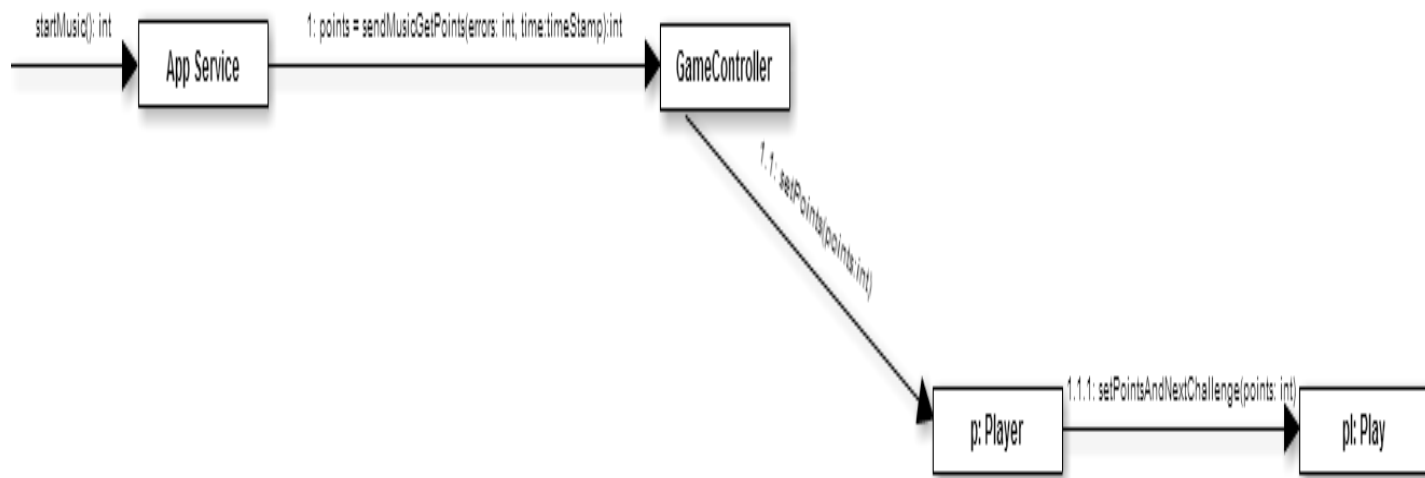 startMusic(): int
1: points = sendMusicGetPoints(errors: int, time:timeStamp):int
App Service
GameController
1.1: setPoints(points:int)
1.1.1: setPointsAndNextChallenge(points: int)
p: Player
pl: Play